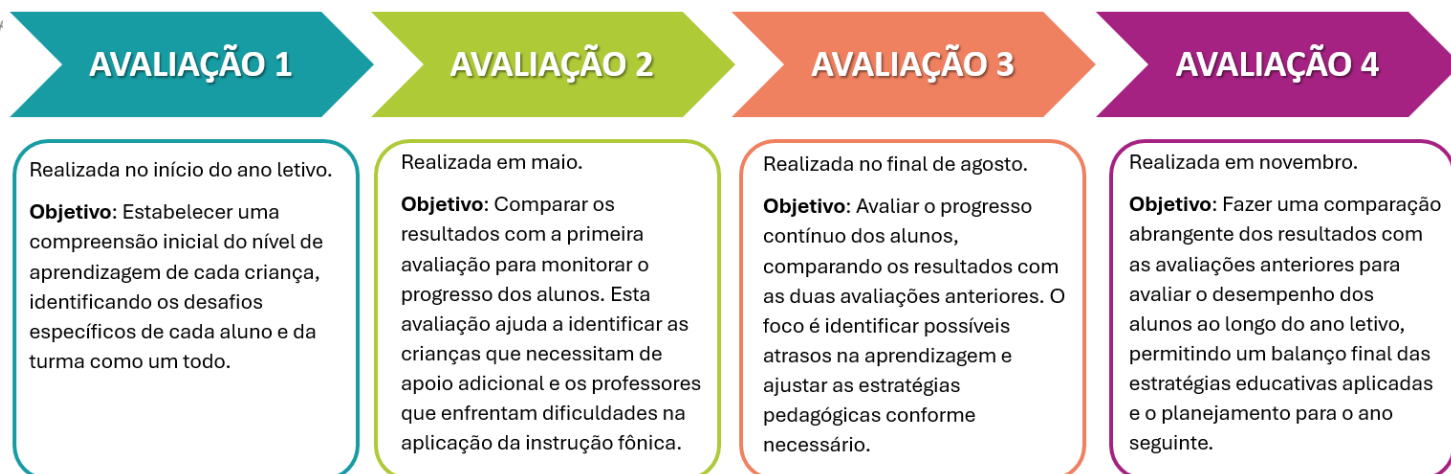 AVALIAÇÃO 1
Realizada no início do ano letivo.
Objetivo: Estabelecer uma
compreensão inicial do nível de
aprendizagem de cada criança,
identificando os desafios
específicos de cada aluno e da
turma como um todo.
AVALIAÇÃO 2
Realizada em maio.
Objetivo: Comparar os
resultados com a primeira
avaliação para monitorar o
progresso dos alunos. Esta
avaliação ajuda a identificar as
crianças que necessitam de
apoio adicional e os professores
que enfrentam dificuldades na
aplicação da instrução fônica.
AVALIAÇÃO 3
Realizada no final de agosto.
Objetivo: Avaliar o progresso
contínuo dos alunos,
comparando os resultados com
as duas avaliações anteriores. O
foco é identificar possíveis
atrasos na aprendizagem e
ajustar as estratégias
pedagógicas conforme
necessário.
AVALIAÇÃO 4
Realizada em novembro.
Objetivo: Fazer uma comparação
abrangente dos resultados com
as avaliações anteriores para
avaliar o desempenho dos
alunos ao longo do ano letivo,
permitindo um balanço final das
estratégias educativas aplicadas
e o planejamento para o ano
seguinte.